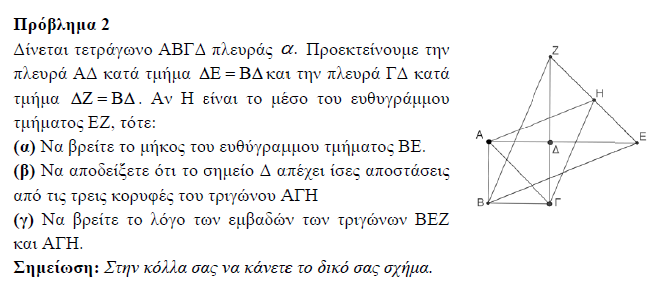 Πρόβλημα 2
Δίνεται τετράγωνο ΑΒΓΔ πλευράς α. Προεκτείνουμε την
πλευρά ΑΔ κατά τμήμα ΔΕ = ΒΔ και την πλευρά ΓΔ κατά
τμήμα ΔΖ = ΒΔ. Αν Η είναι το μέσο του ευθυγράμμου
τμήματος ΕΖ, τότε:
(α) Να βρείτε το μήκος του ευθύγραμμου τμήματος ΒΕ.
(β) Να αποδείξετε ότι το σημείο Δ απέχει ίσες αποστάσεις
από τις τρεις κορυφές του τριγώνου ΑΓΗ
(γ) Να βρείτε το λόγο των εμβαδών των τριγώνων ΒΕΖ
και ΑΓΗ.
Σημείωση: Στην κόλλα σας να κάνετε το δικό σας σχήμα.
Ζ
Η
Α
Δ
Ε
Β
Γ